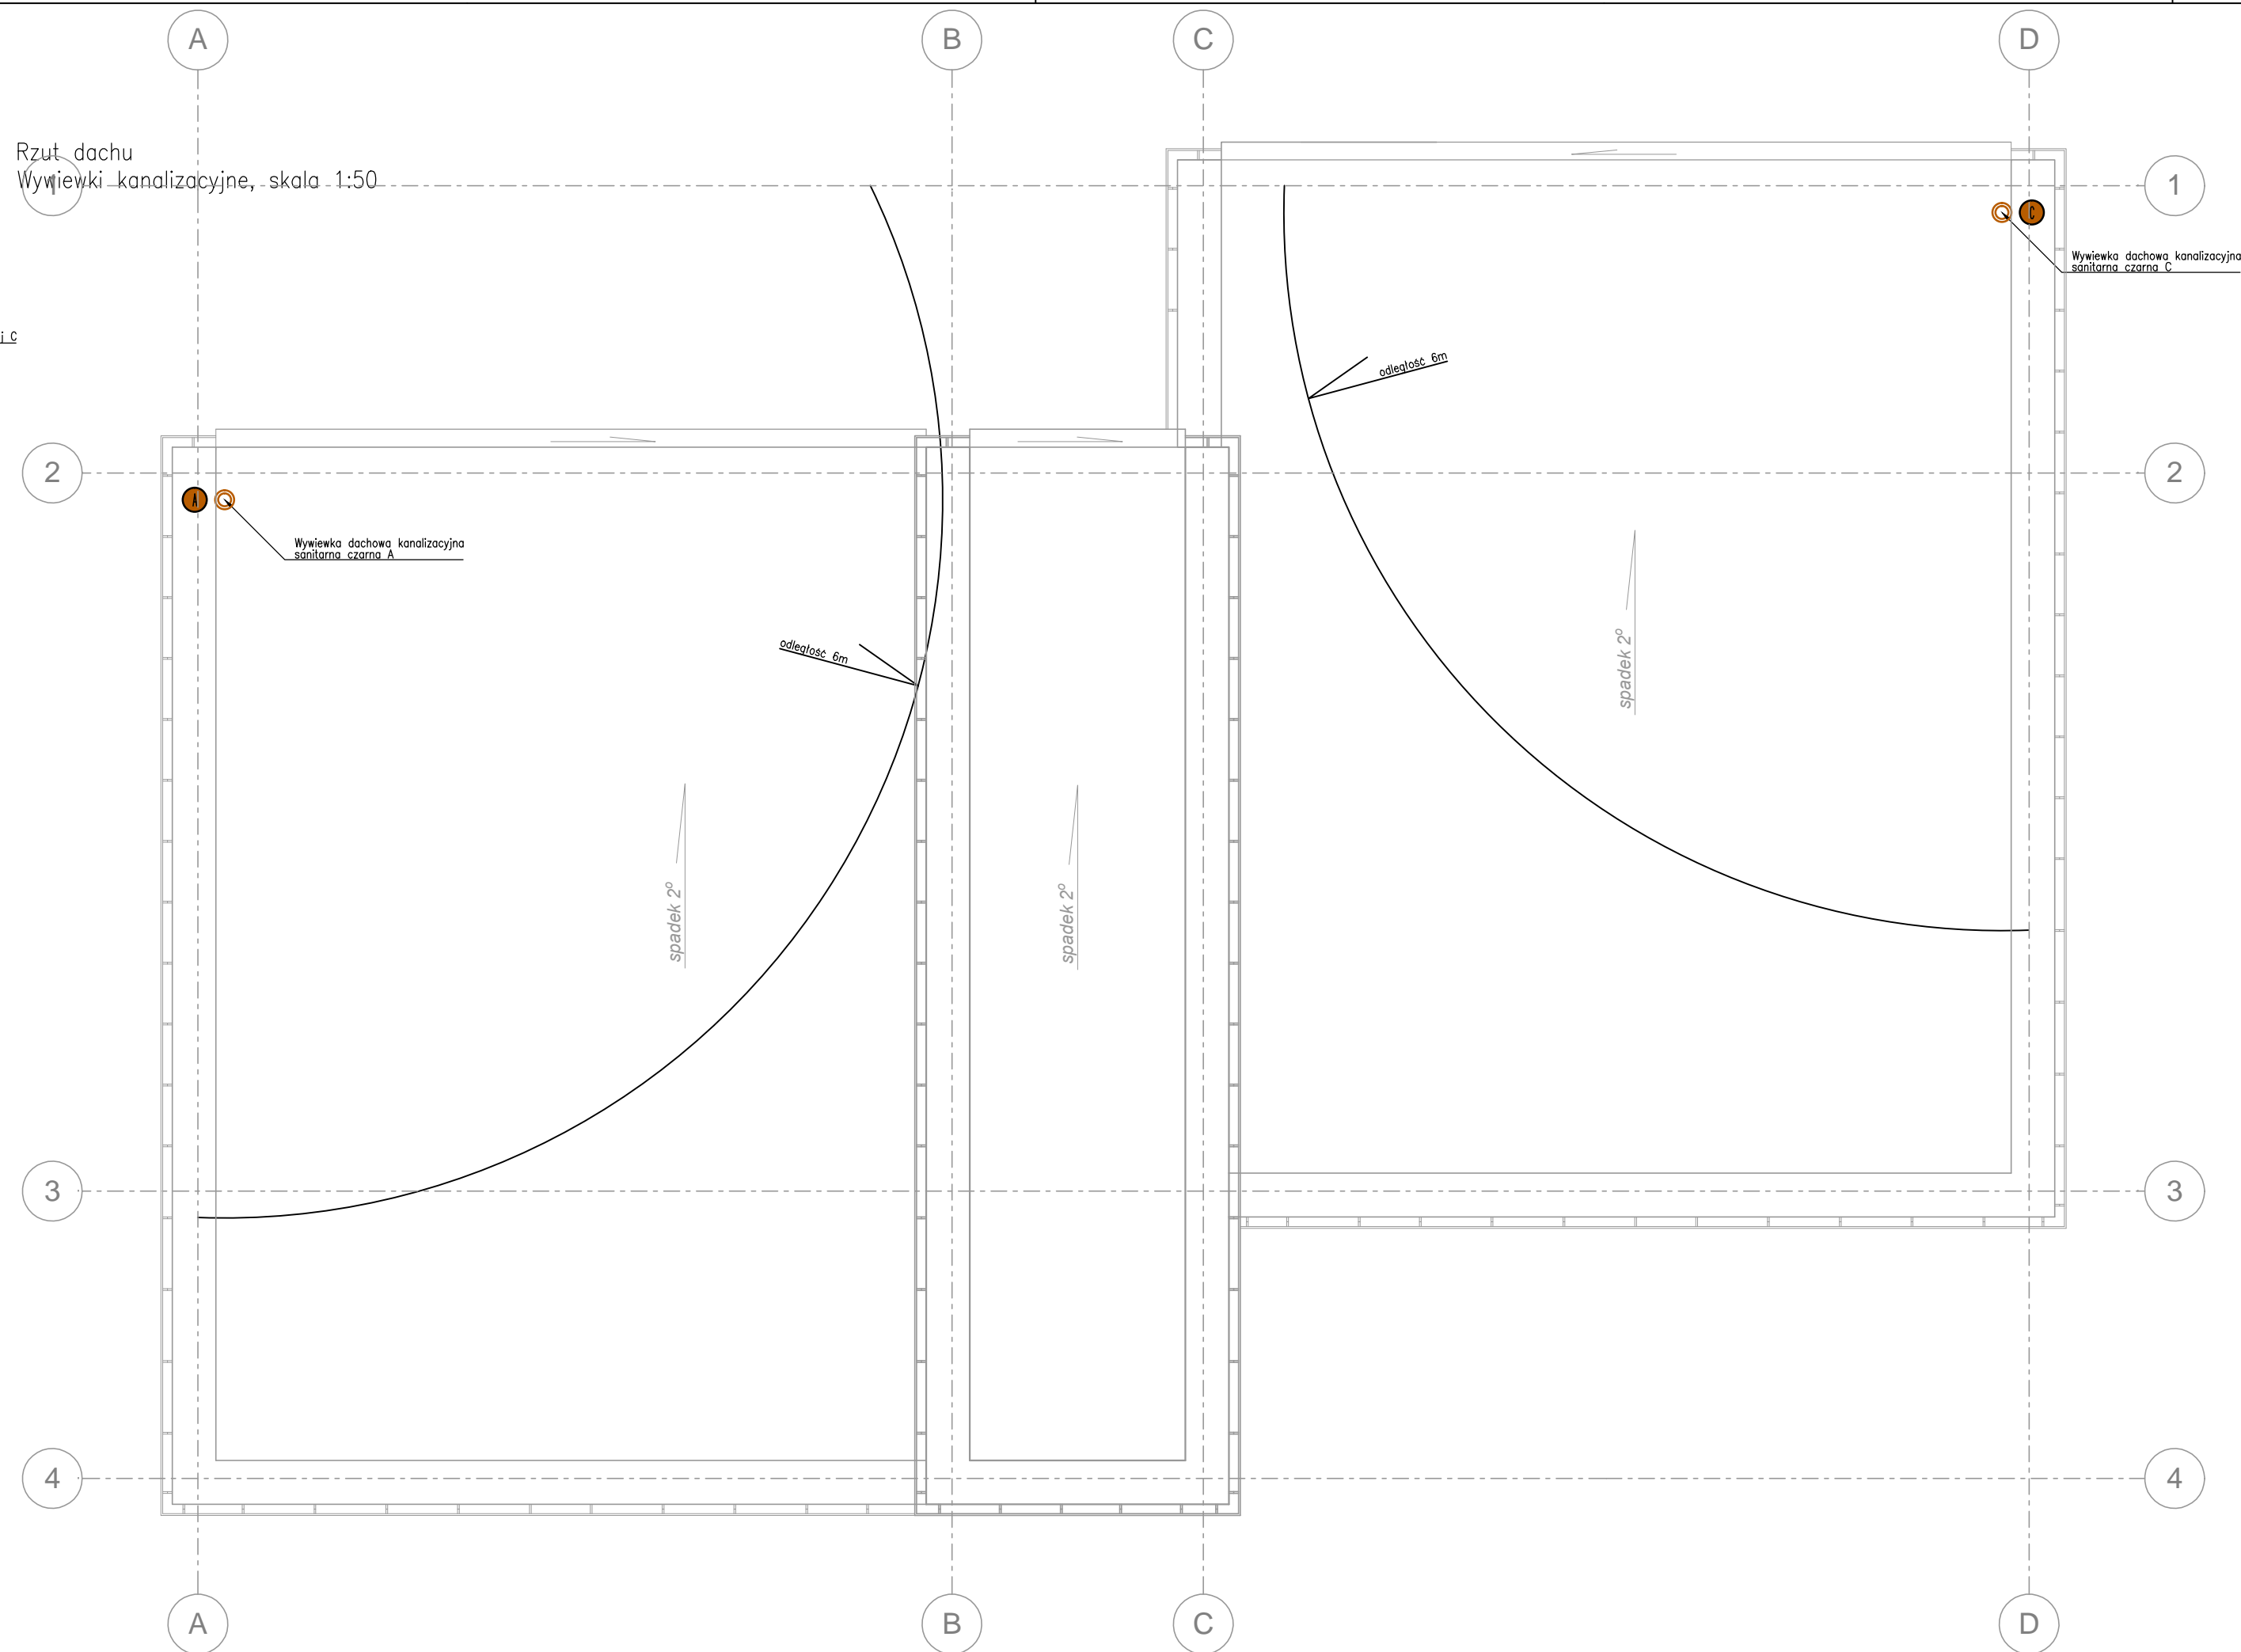 A
B
C
D
Rzut dachu
Wywiewki kanalizacyjne, skala 1:50
1
1
C
Wywiewka dachowa kanalizacyjna
sanitarna czarna C
j C
odległość 6m
2
2
A
Wywiewka dachowa kanalizacyjna
sanitarna czarna A
odległość 6m
spadek 2°
spadek 2°
spadek 2°
3
3
4
4
A
B
C
D